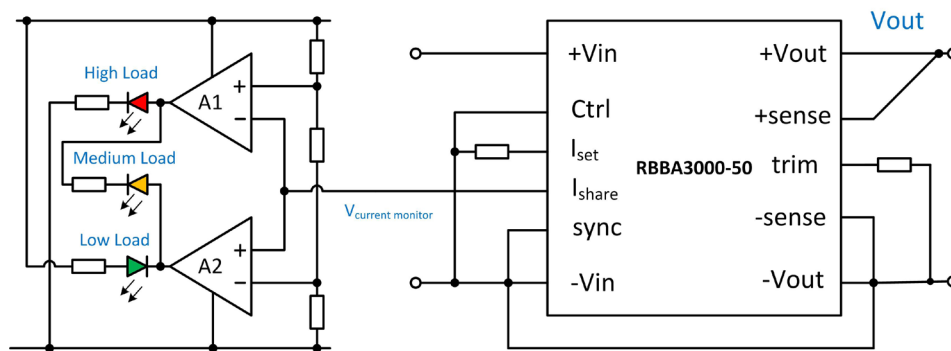 Vout
High Load
A1
+
−
Medium Load
V current monitor
Low Load
A2
+
−
+Vin
Ctrl
Iset
Ishare
sync
-Vin
RBBA3000-50
+Vout
+sense
trim
-sense
-Vout